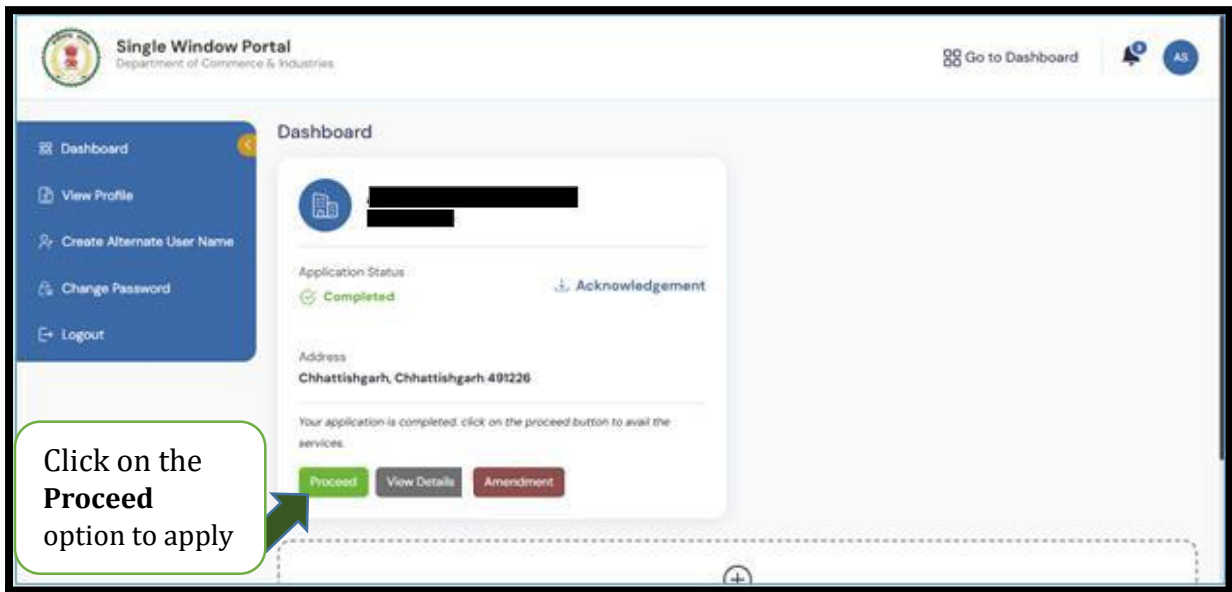 Single Window Portal
Department of Commerce & Industries
Go to Dashboard
AS
Dashboard
View Profile
Create Alternate User Name
Change Password
Logout
Dashboard
Application Status
Completed
Acknowledgement
Address
Chhattishgarh, Chhattishgarh 491226
Your application is completed. click on the proceed button to avail the
services.
Proceed
View Details
Amendment
Click on the
Proceed
option to apply